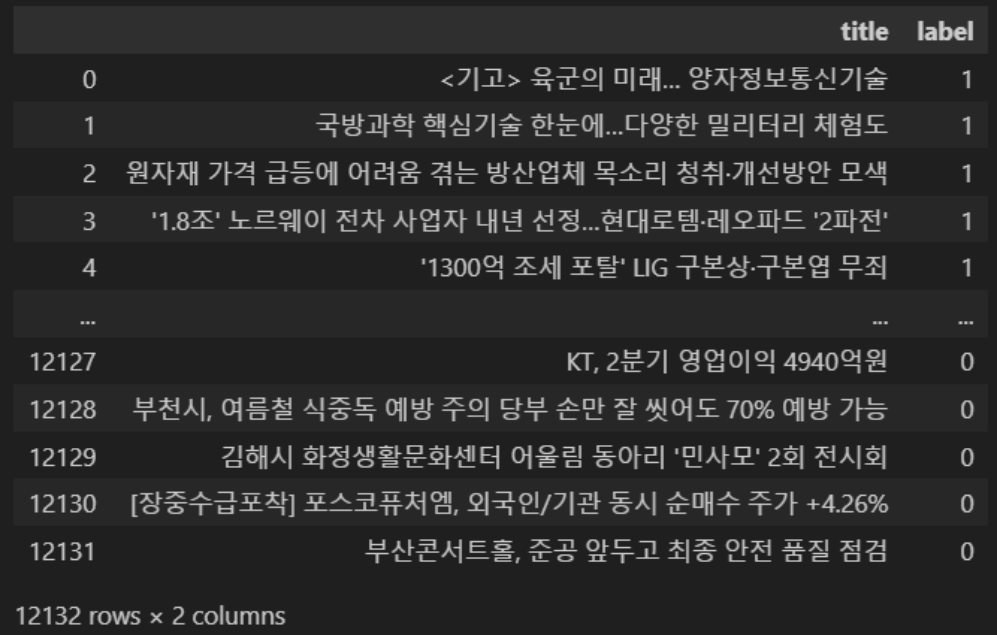 title label
0 <기고> 육군의 미래... 양자정보통신기술 1
1 국방과학 핵심기술 한눈에...다양한 밀리터리 체험도 1
2 원자재 가격 급등에 어려움 겪는 방산업체 목소리 청취·개선방안 모색 1
3 '1.8조' 노르웨이 전차 사업자 내년 선정...현대로템·레오파드 '2파전' 1
4 '1300억 조세 포탈' LIG 구본상·구본엽 무죄 1
... ... ...
12127 KT, 2분기 영업이익 4940억원 0
12128 부천시, 여름철 식중독 예방 주의 당부 손만 잘 씻어도 70% 예방 가능 0
12129 김해시 화정생활문화센터 어울림 동아리 '민사모' 2회 전시회 0
12130 [장중수급포착] 포스코퓨처엠, 외국인/기관 동시 순매수 주가 +4.26% 0
12131 부산콘서트홀, 준공 앞두고 최종 안전 품질 점검 0
12132 rows × 2 columns